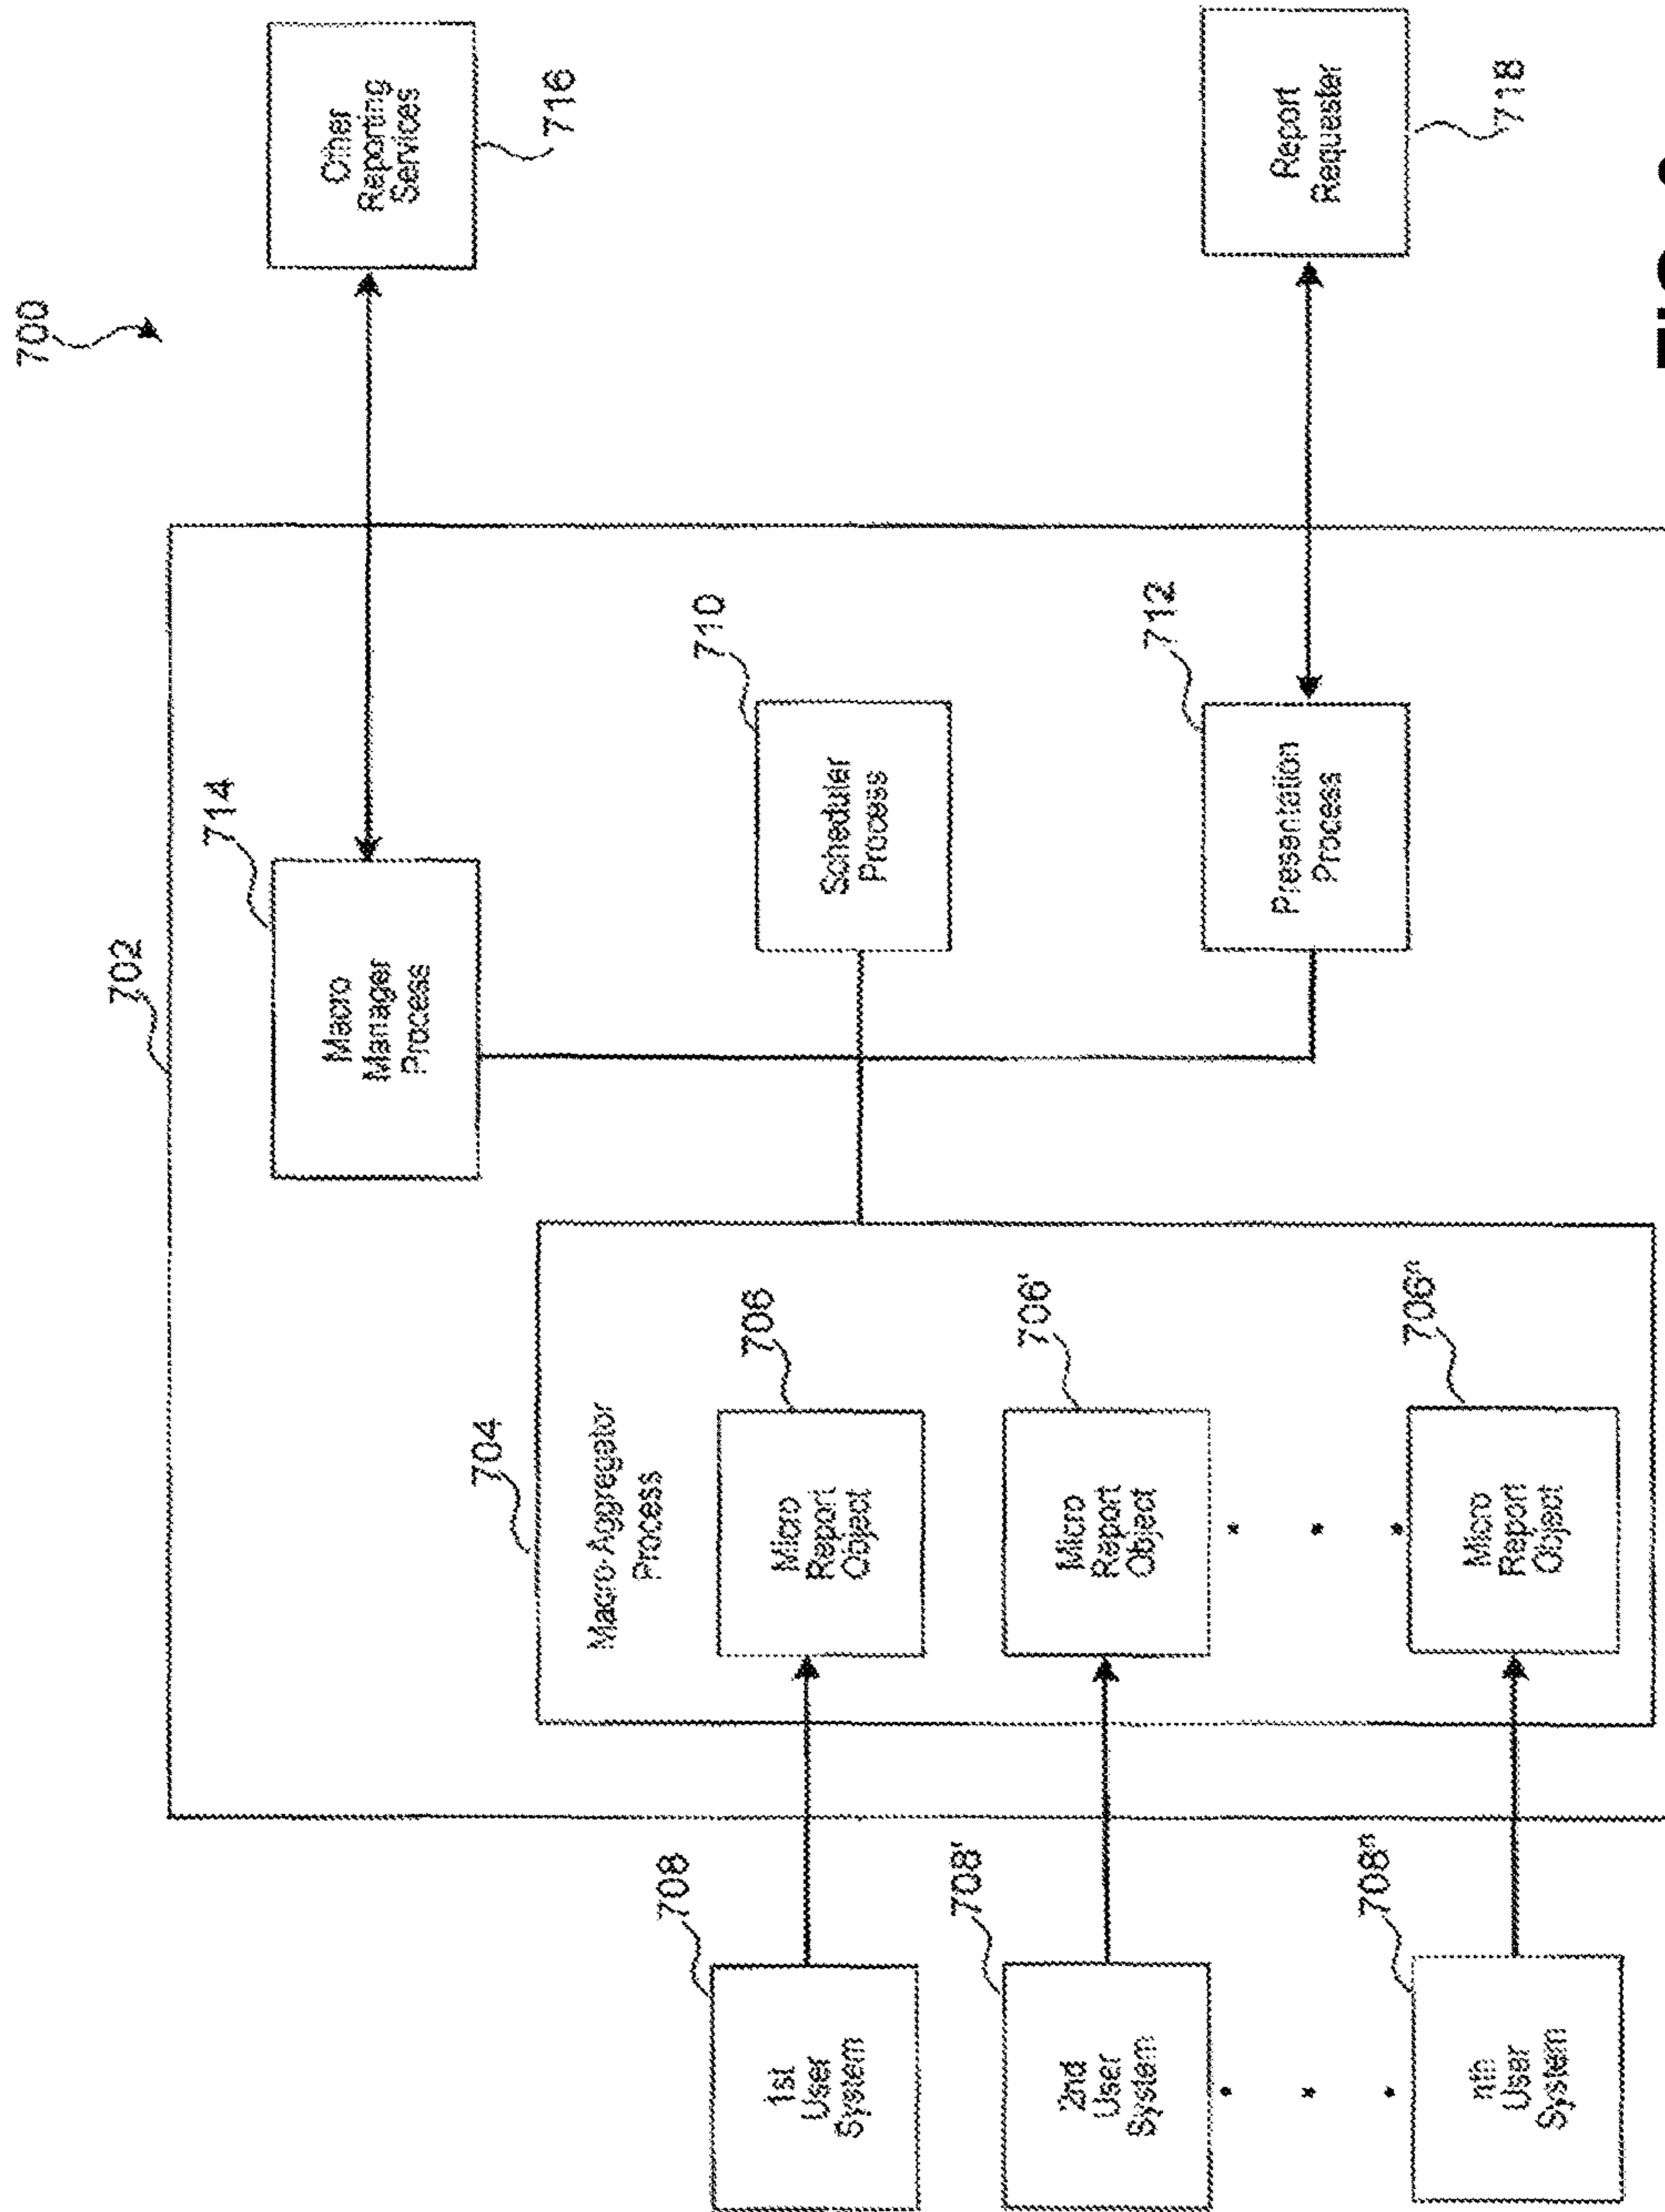 700
702
714
Macro
Manager
Process
Other
Reporting
Services
716
704
Macro-Aggregator
Process
710
Scheduler
Process
708
1st
User
System
706
Micro
Report
Object
708'
2nd
User
System
706'
Micro
Report
Object
712
Presentation
Process
Report
Requester
718
708ⁿ
nth
User
System
706ⁿ
Micro
Report
Object